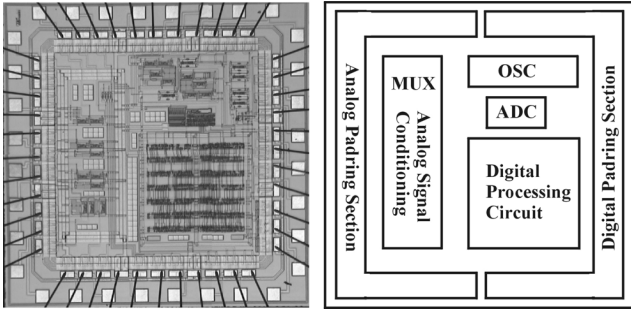 Analog Padring Section
MUX
Analog Signal
Conditioning
OSC
ADC
Digital
Processing
Circuit
Digital Padring Section